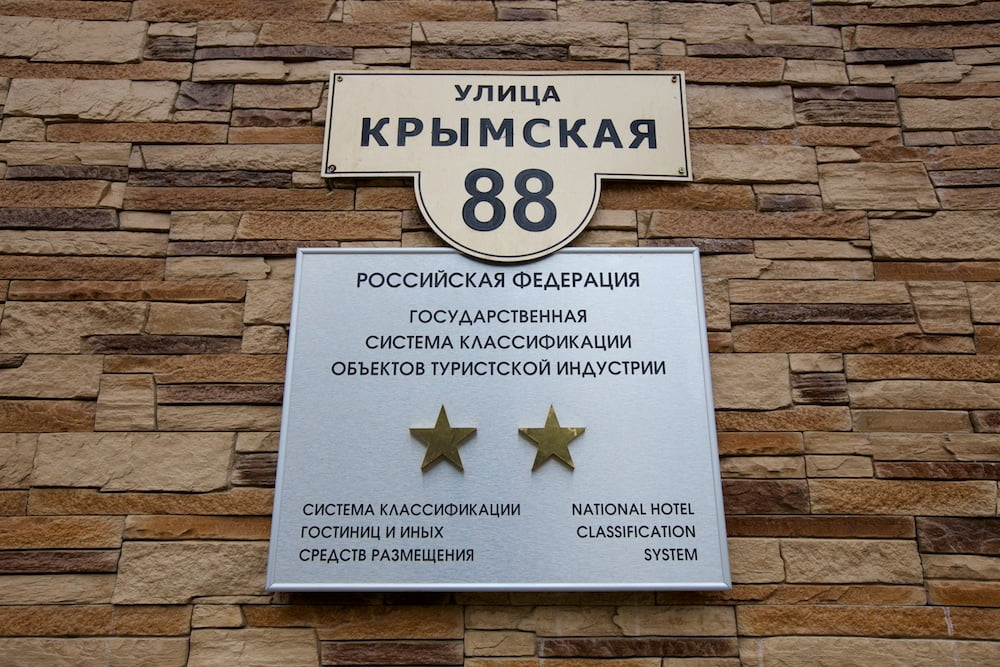 УЛИЦА
КРЫМСКАЯ
88
РОССИЙСКАЯ ФЕДЕРАЦИЯ
ГОСУДАРСТВЕННАЯ
СИСТЕМА КЛАССИФИКАЦИИ
ОБЪЕКТОВ ТУРИСТСКОЙ ИНДУСТРИИ
СИСТЕМА КЛАССИФИКАЦИИ
ГОСТИНИЦ И ИНЫХ
СРЕДСТВ РАЗМЕЩЕНИЯ
NATIONAL HOTEL
CLASSIFICATION
SYSTEM